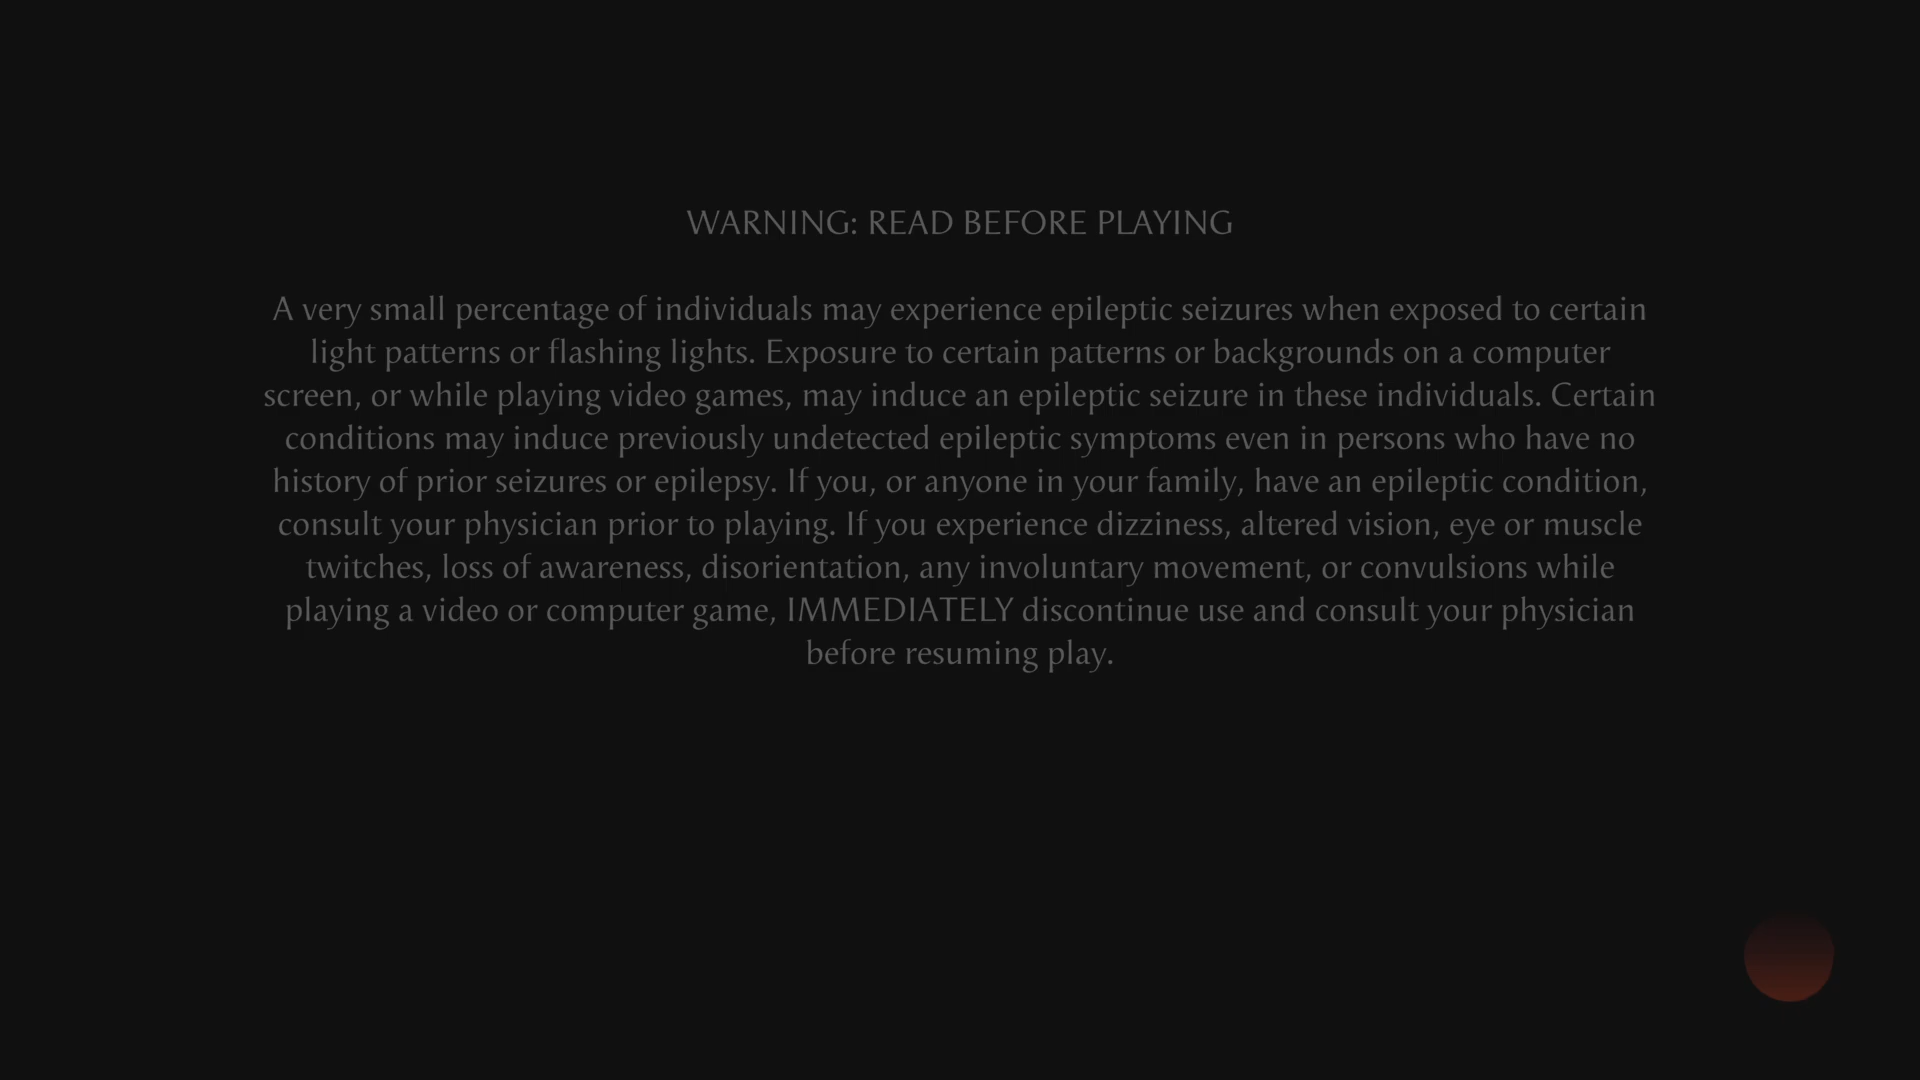 WARNING: READ BEFORE PLAYING
A very small percentage of individuals may experience epileptic seizures when exposed to certain
light patterns or flashing lights. Exposure to certain patterns or backgrounds on a computer
screen, or while playing video games, may induce an epileptic seizure in these individuals. Certain
conditions may induce previously undetected epileptic symptoms even in persons who have no
history of prior seizures or epilepsy. If you, or anyone in your family, have an epileptic condition,
consult your physician prior to playing. If you experience dizziness, altered vision, eye or muscle
twitches, loss of awareness, disorientation, any involuntary movement, or convulsions while
playing a video or computer game, IMMEDIATELY discontinue use and consult your physician
before resuming play.